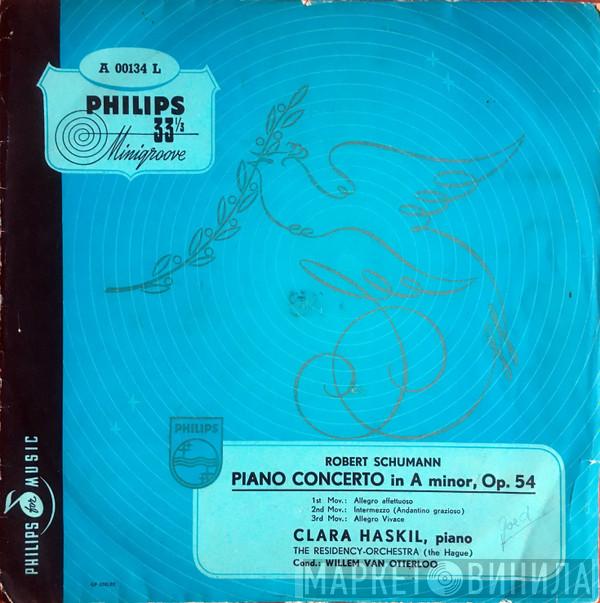 A 00134 L
PHILIPS
33 1/3
Minigroove
PHILIPS
ROBERT SCHUMANN
PIANO CONCERTO in A minor, Op. 54
1st Mov.: Allegro affettuoso
2nd Mov.: Intermezzo (Andantino grazioso)
3rd Mov.: Allegro Vivace
CLARA HASKIL, piano
THE RESIDENCY-ORCHESTRA (the Hague)
Cond.: WILLEM VAN OTTERLOO
PHILIPS for MUSIC
МАРКЕТ ВИНИЛА